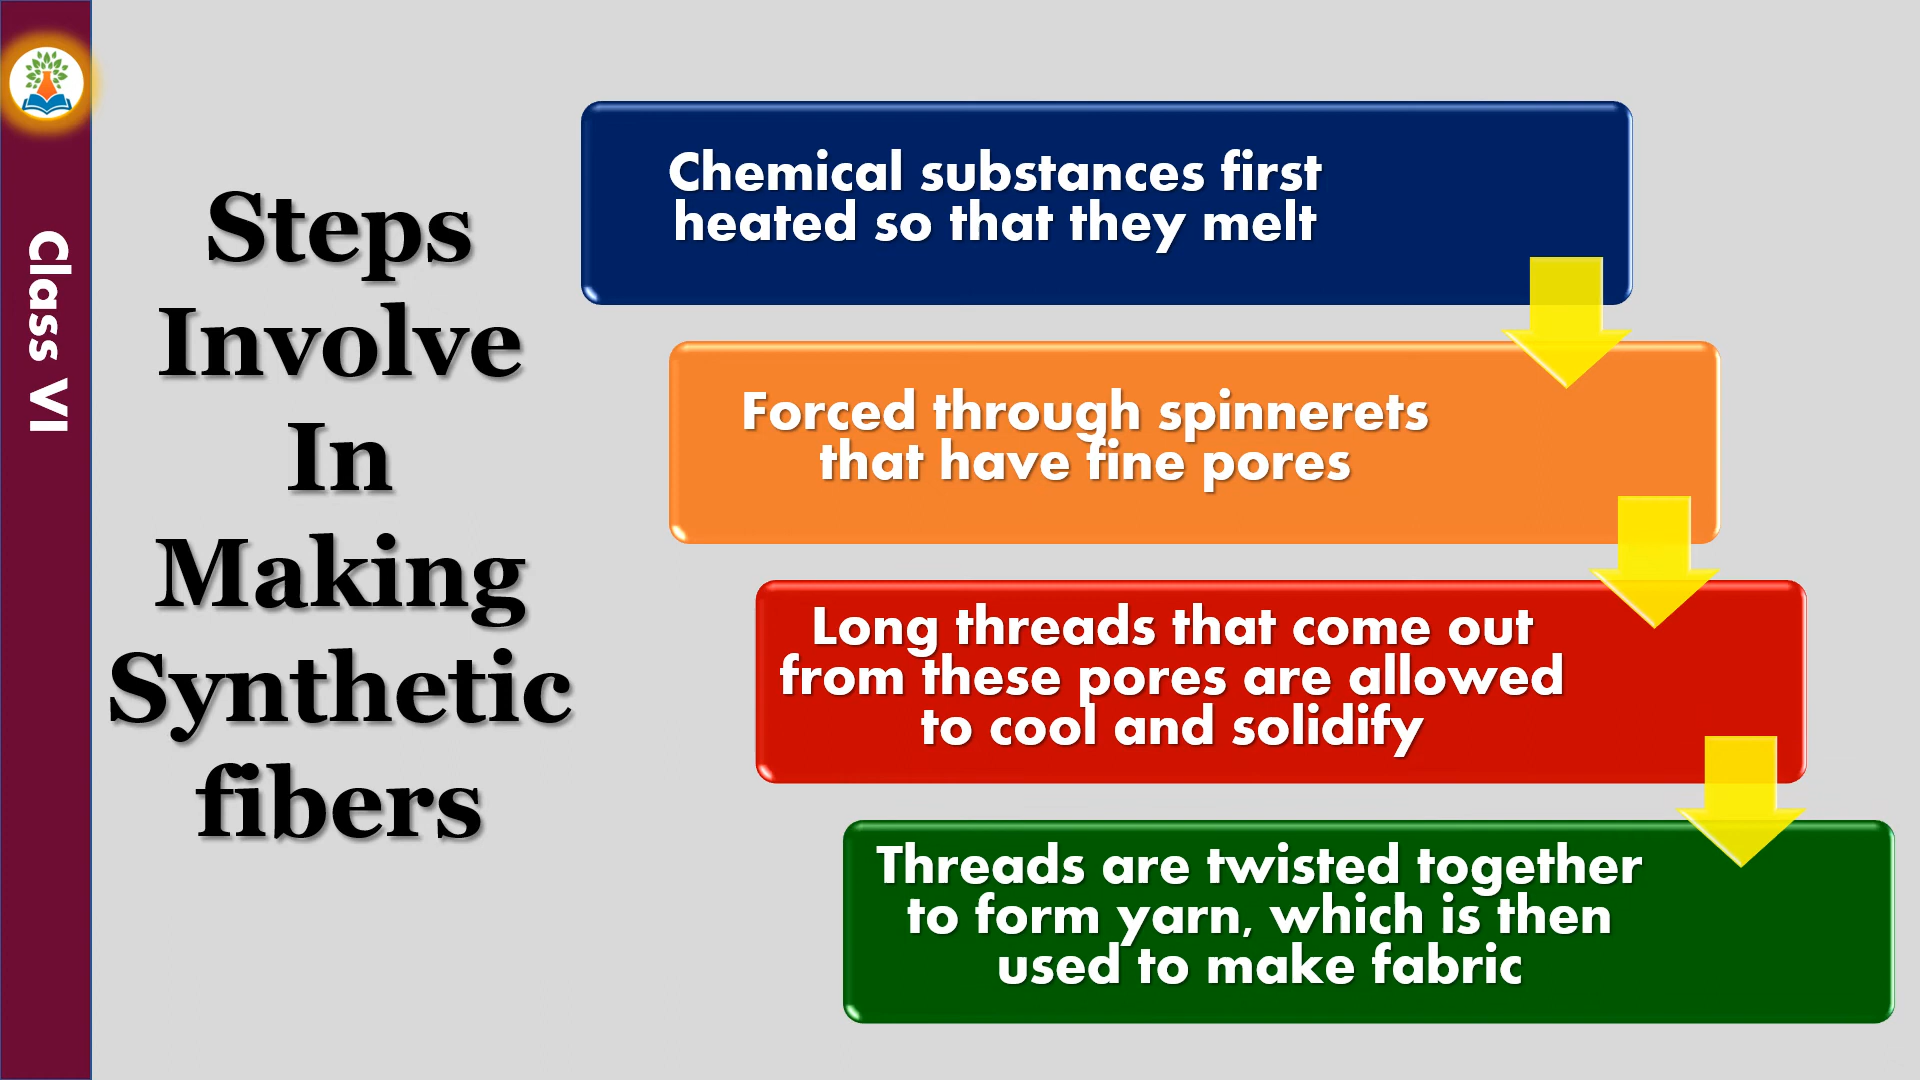 Class VI
Steps
Involve
In
Making
Synthetic
fibers
Chemical substances first
heated so that they melt
Forced through spinnerets
that have fine pores
Long threads that come out
from these pores are allowed
to cool and solidify
Threads are twisted together
to form yarn, which is then
used to make fabric